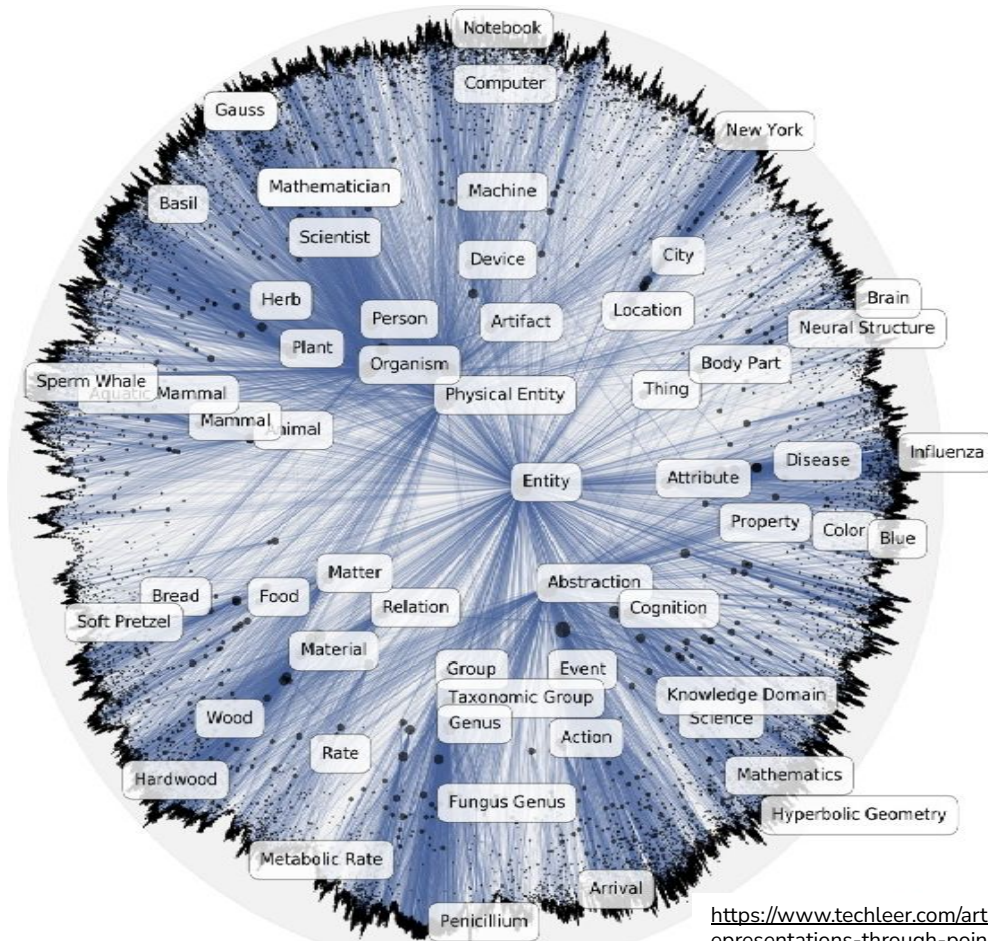 Notebook
Computer
Gauss
New York
Mathematician
Machine
Basil
Scientist
City
Device
Herb
Brain
Location
Person
Artifact
Neural Structure
Plant
Organism
Body Part
Sperm Whale
Aquatic Mammal
Physical Entity
Thing
Mammal
Animal
Influenza
Disease
Attribute
Entity
Property
Color
Blue
Matter
Abstraction
Bread
Food
Relation
Cognition
Soft Pretzel
Material
Group
Event
Taxonomic Group
Knowledge Domain
Wood
Genus
Science
Action
Rate
Hardwood
Mathematics
Fungus Genus
Hyperbolic Geometry
Metabolic Rate
Arrival
Penicillium
https://www.techleer.com/art
epresentations-through-poin